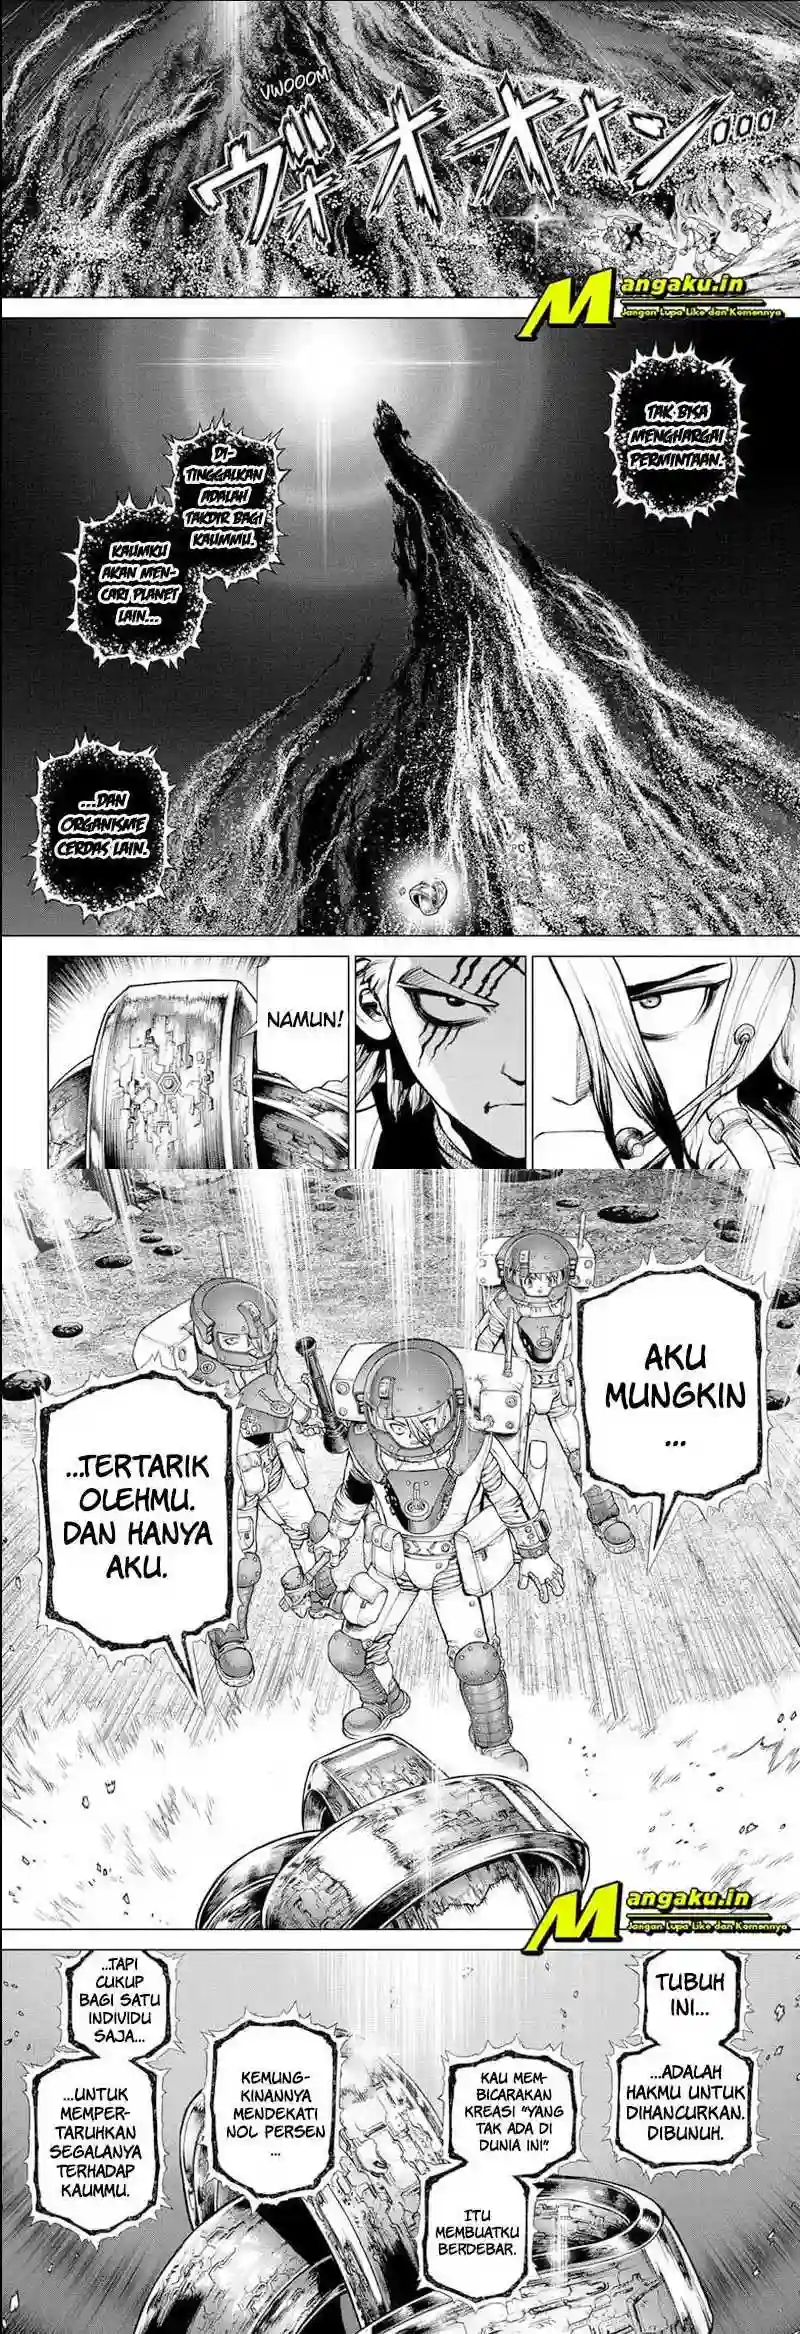 VWOOOM
ヴォオオオオン...
Mangaku.in
Jangan Lupa Like dan Komennya
TAK BISA
MENGHARGAI
PERMINTAAN.
DI-
TINGGALKAN
ADALAH
TAKDIR BAGI
KAUMMU.
KAUMKU
AKAN MEN-
CARI PLANET
LAIN...
...DAN
ORGANISME
CERDAS LAIN.
NAMUN!
AKU
MUNGKIN
...
...TERTARIK
OLEHMU.
DAN HANYA
AKU.
Mangaku.in
Jangan Lupa Like dan Komennya
TUBUH
INI...
...ADALAH
HAKMU UNTUK
DIHANCURKAN.
DIBUNUH.
KAU MEM-
BICARAKAN
KREASI "YANG
TAK ADA DI
DUNIA INI".
ITU
MEMBUATKU
BERDEBAR.
KEMUNG-
KINANNYA
MENDEKATI
NOL PERSEN
...
...TAPI
CUKUP
BAGI SATU
INDIVIDU
SAJA...
...UNTUK
MEMPER-
TARUHKAN
SEGALANYA
TERHADAP
KAUMMU.